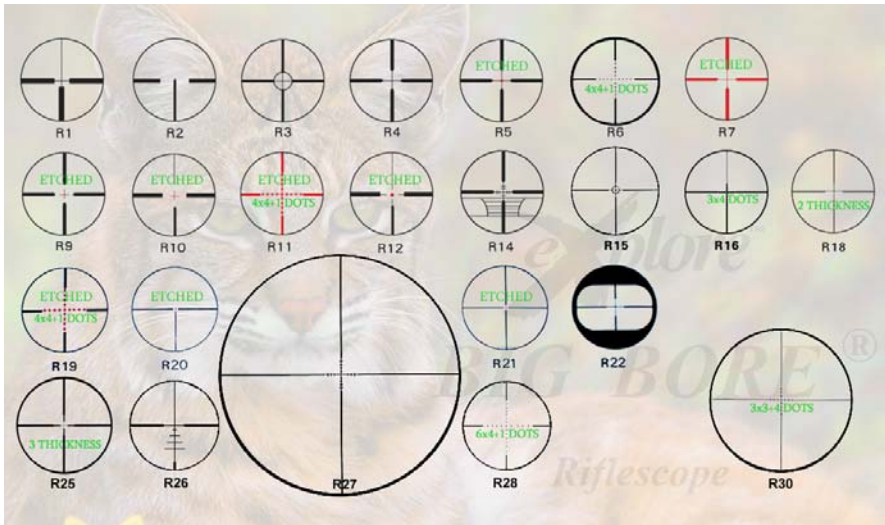 ETCHED
4x4+1 DOTS
ETCHED
R1 R2 R3 R4 R5 R6 R7
ETCHED ETCHED ETCHED ETCHED
4x4+1 DOTS 3x4 DOTS 2 THICKNESS
R9 R10 R11 R12 R14 R15 R16 R18
eXplore™
ETCHED ETCHED ETCHED
4x4+1 DOTS
R19 R20 R21 R22
BIG BORE ®
3 THICKNESS 6x4+1 DOTS 3x3+4 DOTS
Riflescope
R25 R26 R27 R28 R30